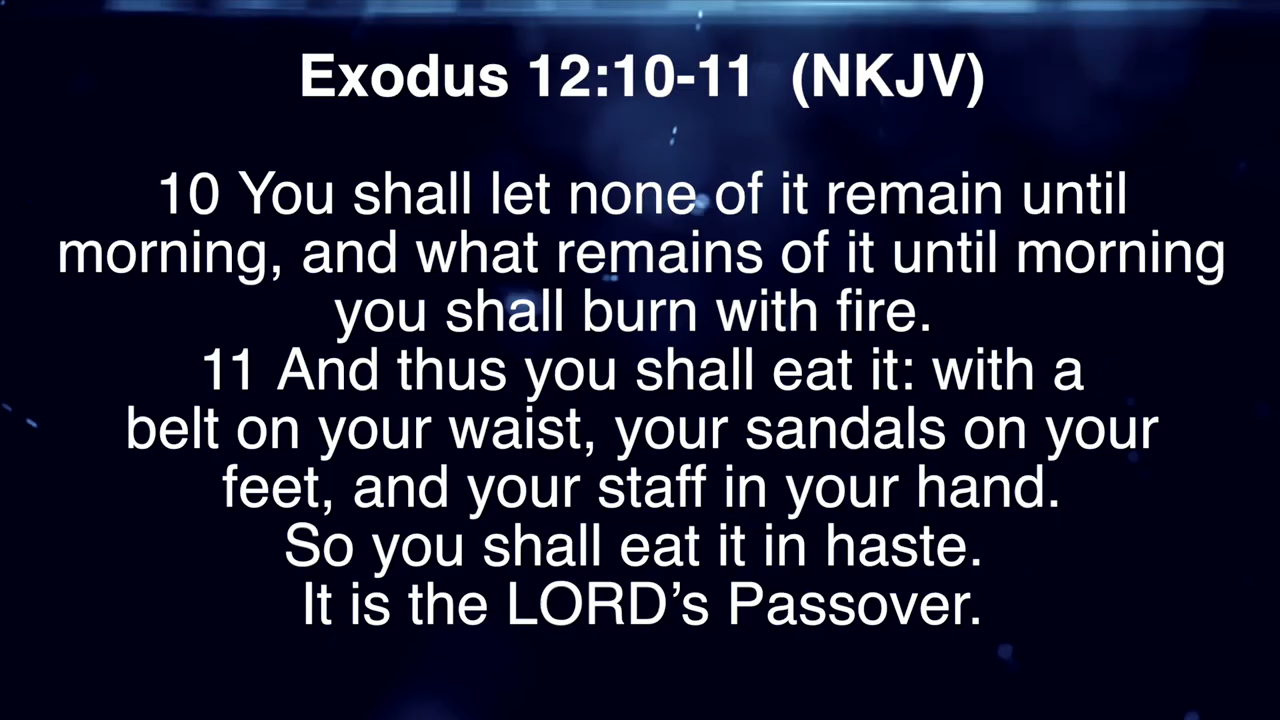 Exodus 12:10-11 (NKJV)
10 You shall let none of it remain until
morning, and what remains of it until morning
you shall burn with fire.
11 And thus you shall eat it: with a
belt on your waist, your sandals on your
feet, and your staff in your hand.
So you shall eat it in haste.
It is the LORD’s Passover.